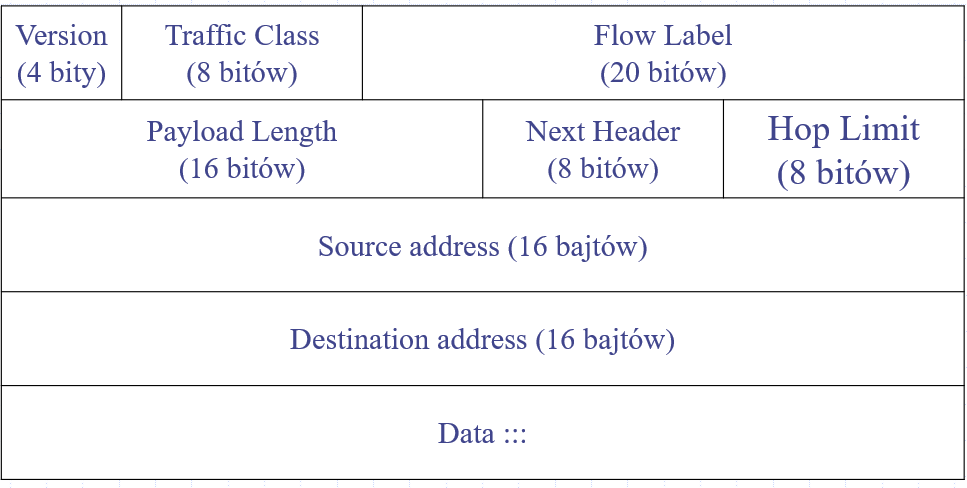 Version
(4 bity)
Traffic Class
(8 bitów)
Flow Label
(20 bitów)
Payload Length
(16 bitów)
Next Header
(8 bitów)
Hop Limit
(8 bitów)
Source address (16 bajtów)
Destination address (16 bajtów)
Data :::